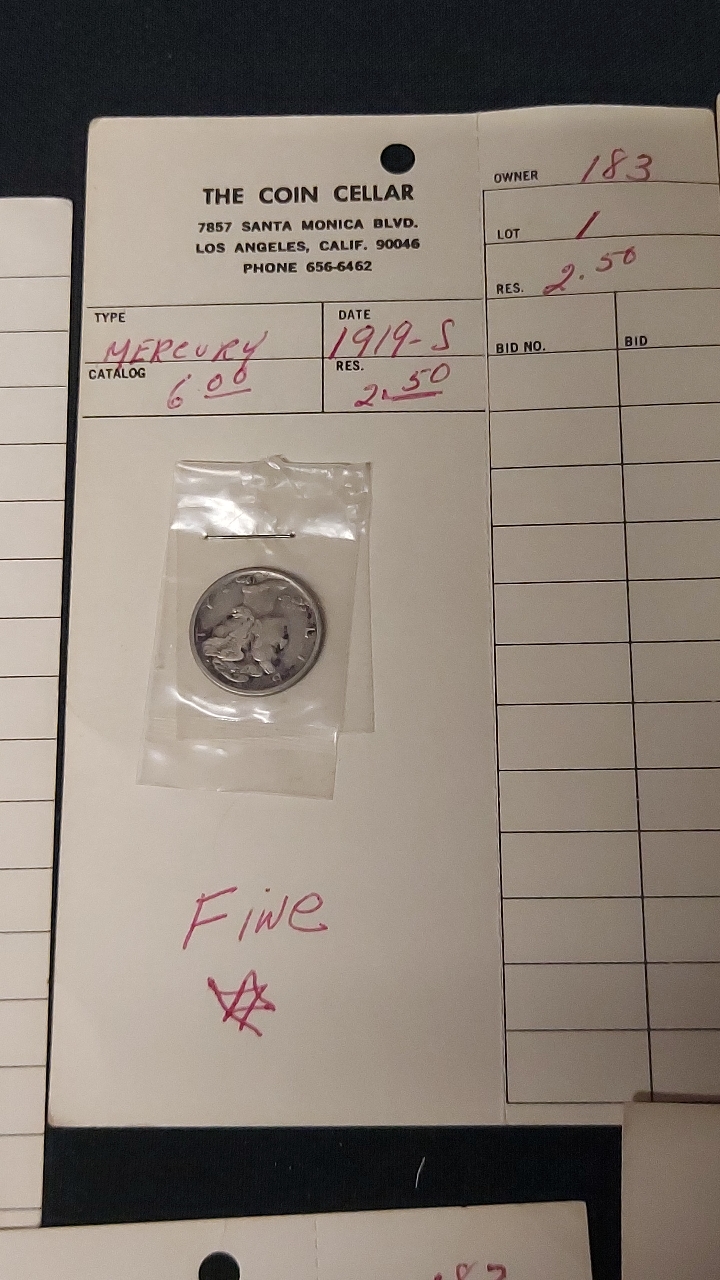 THE COIN CELLAR
7857 SANTA MONICA BLVD.
LOS ANGELES, CALIF. 90046
PHONE 656-6462
TYPE
MERCURY
DATE
1919-S
CATALOG
6.00
RES.
2.50
Fine
OWNER 183
LOT 1
RES. 2.50
BID NO.
BID